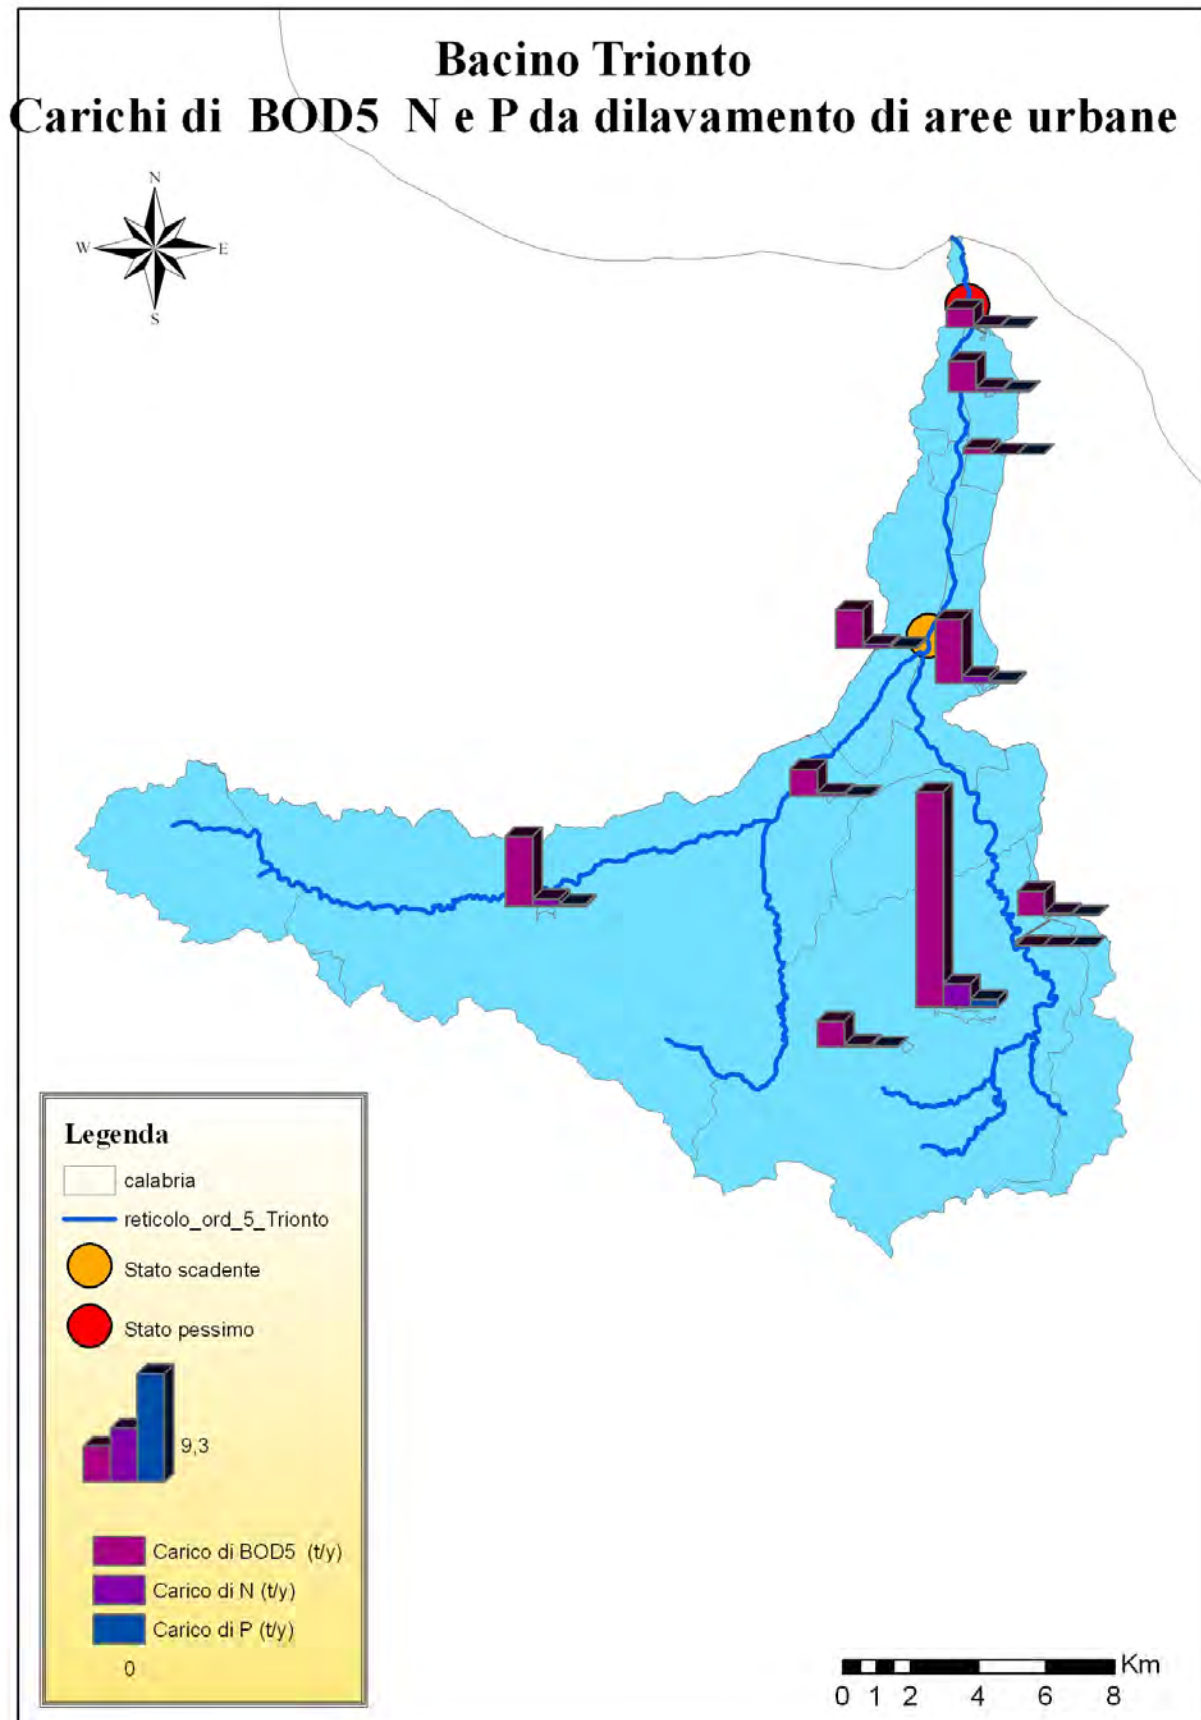 Bacino Trionto
Carichi di BOD5 N e P da dilavamento di aree urbane
N
W E
S
Legenda
calabria
reticolo_ord_5_Trionto
Stato scadente
Stato pessimo
9,3
Carico di BOD5 (t/y)
Carico di N (t/y)
Carico di P (t/y)
0
Km
0 1 2 4 6 8